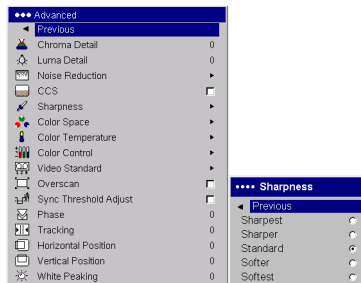 Advanced
Previous
Chroma Detail 0
Luma Detail 0
Noise Reduction
CCS
Sharpness
Color Space
Color Temperature
Color Control
Video Standard
Overscan
Sync Threshold Adjust
Phase 0
Tracking 0
Horizontal Position 0
Vertical Position 0
White Peaking 0
Sharpness
Previous
Sharpest
Sharper
Standard
Softer
Softest